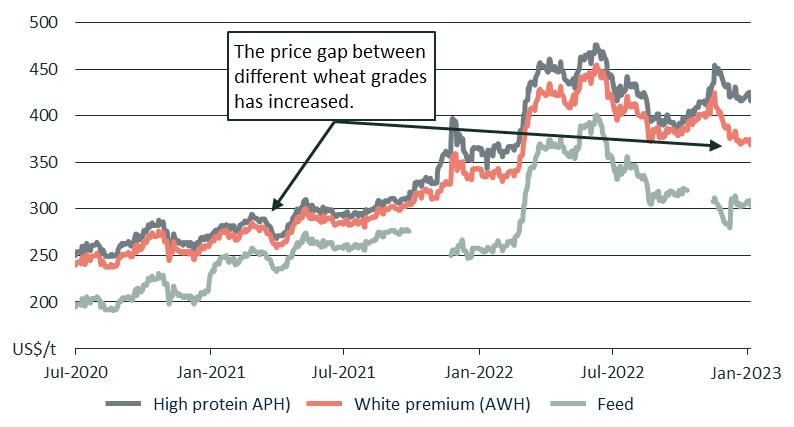 500
The price gap between
different wheat grades
has increased.
450
400
350
300
250
200
US$/t
Jul-2020 Jan-2021 Jul-2021 Jan-2022 Jul-2022 Jan-2023
High protein APH) White premium (AWH) Feed